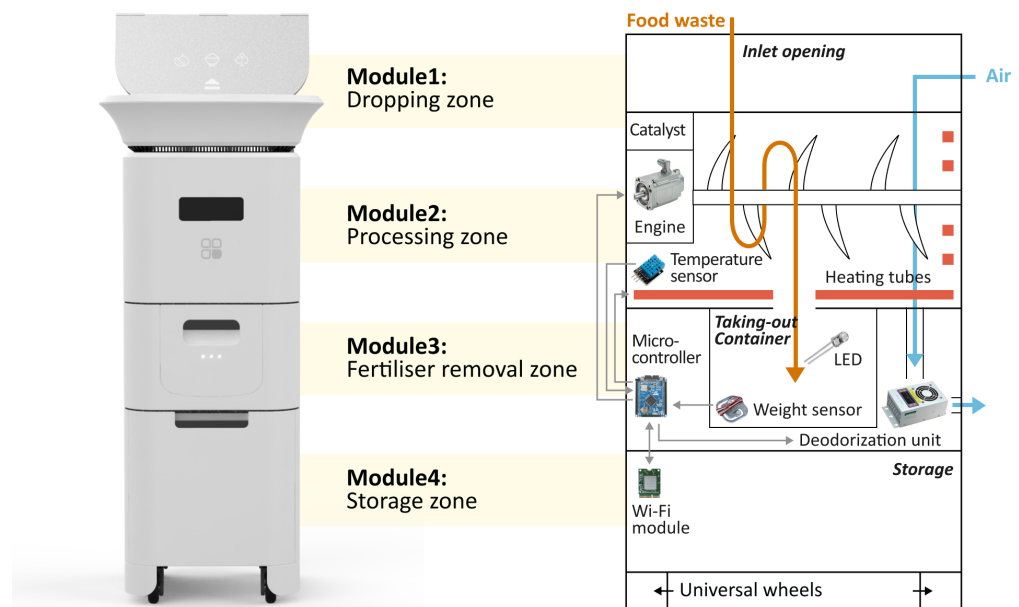 Module1:
Dropping zone
Module2:
Processing zone
Module3:
Fertiliser removal zone
Module4:
Storage zone
Food waste
Inlet opening
Air
Catalyst
Engine
Temperature
sensor
Heating tubes
Taking-out
Container
Micro-
controller
LED
Weight sensor
Deodorization unit
Storage
Wi-Fi
module
Universal wheels